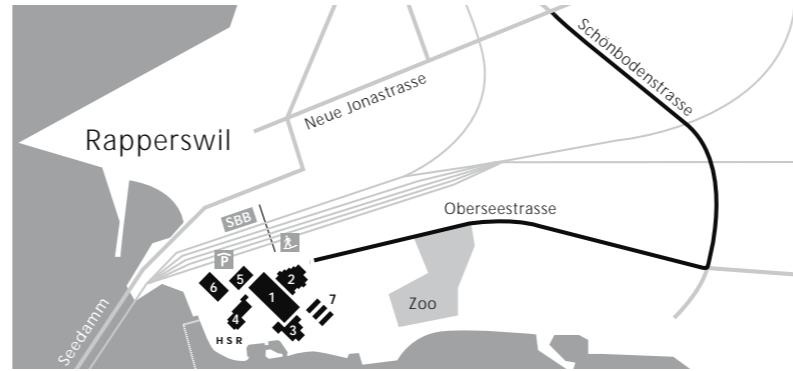 Schönbodenstrasse
Neue Jonastrasse
Rapperswil
Oberseestrasse
SBB
P
2
5
6
1
7
4
3
Zoo
HSR
Seedamm